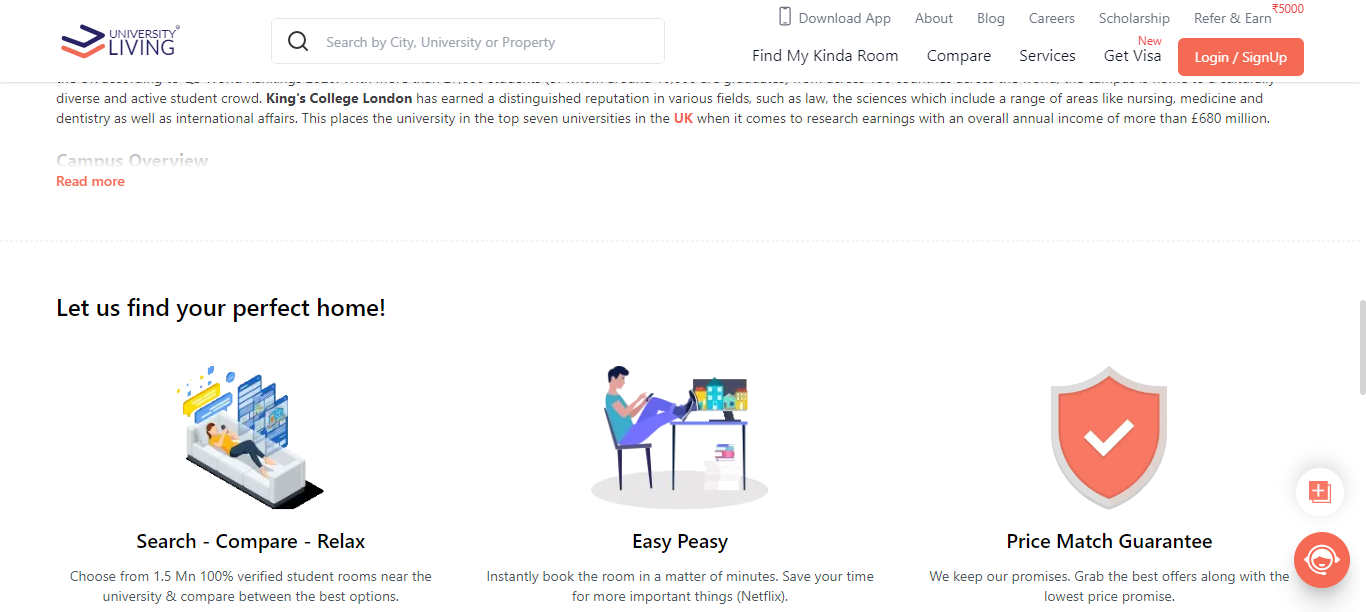 UNIVERSITY
LIVING
Search by City, University or Property
Download App About Blog Careers Scholarship Refer & Earn ₹5000
Find My Kinda Room Compare Services Get Visa New Login / SignUp
diverse and active student crowd. King's College London has earned a distinguished reputation in various fields, such as law, the sciences which include a range of areas like nursing, medicine and
dentistry as well as international affairs. This places the university in the top seven universities in the UK when it comes to research earnings with an overall annual income of more than £680 million.
Campus Overview
Read more
Let us find your perfect home!
Search - Compare - Relax
Choose from 1.5 Mn 100% verified student rooms near the
university & compare between the best options.
Easy Peasy
Instantly book the room in a matter of minutes. Save your time
for more important things (Netflix).
Price Match Guarantee
We keep our promises. Grab the best offers along with the
lowest price promise.